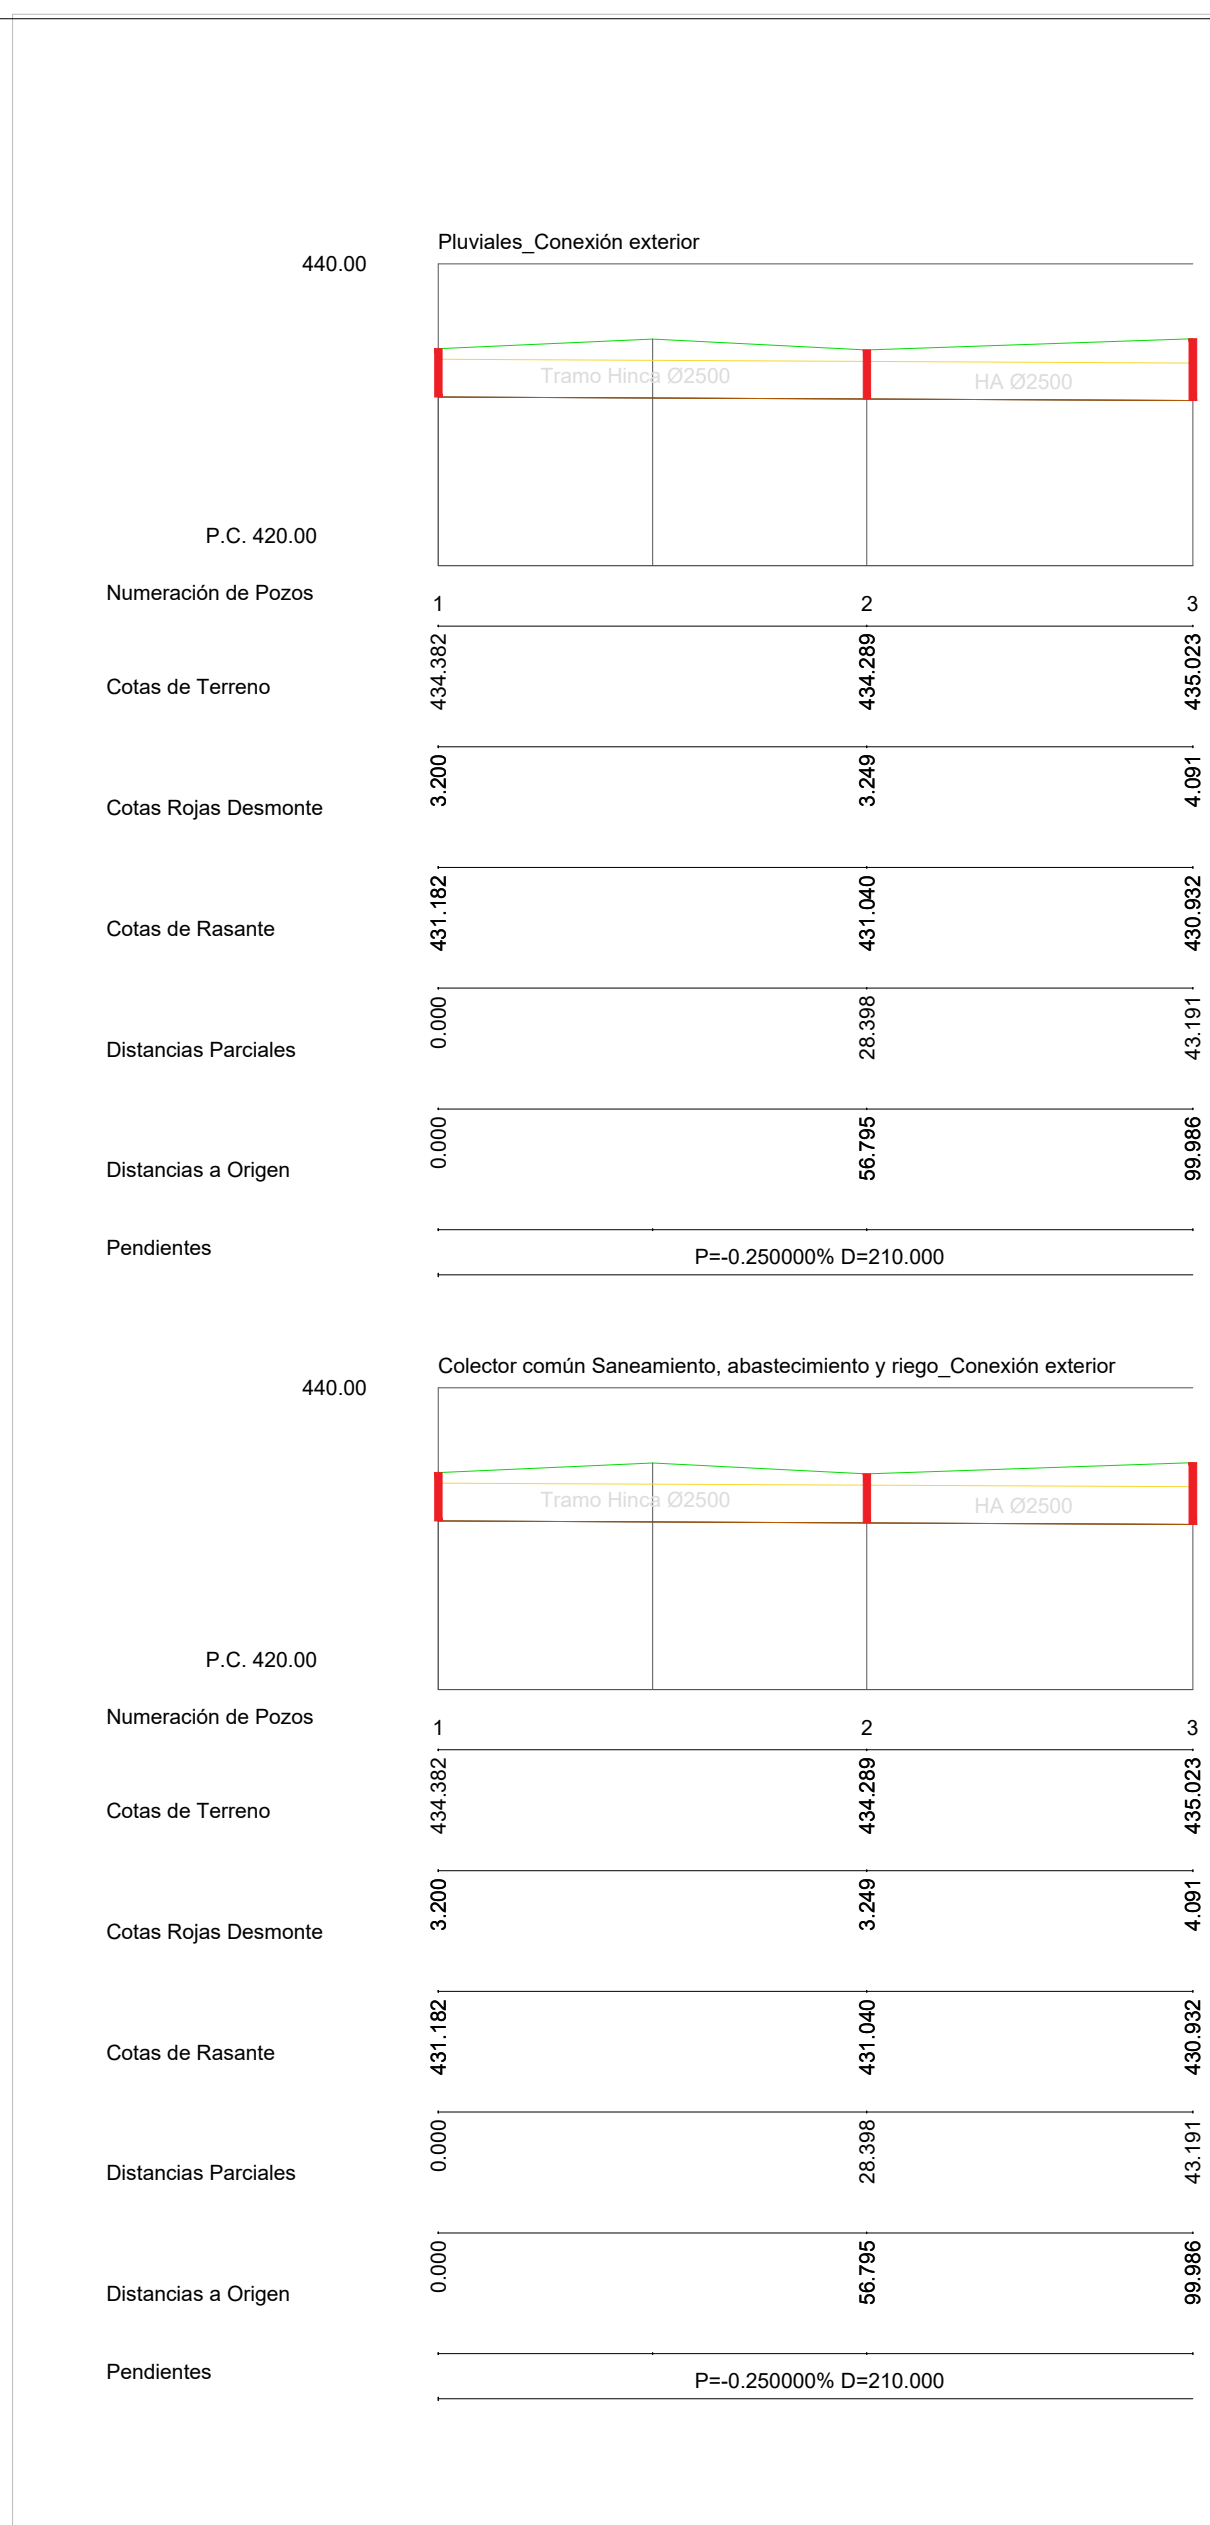 Pluviales_Conexión exterior
440.00
Tramo Hinca Ø2500
HA Ø2500
P.C. 420.00
Numeración de Pozos
1 2 3
Cotas de Terreno
434.382 434.289 435.023
Cotas Rojas Desmonte
3.200 3.249 4.091
Cotas de Rasante
431.182 431.040 430.932
Distancias Parciales
0.000 28.398 43.191
Distancias a Origen
0.000 56.795 99.986
Pendientes
P=-0.250000% D=210.000
Colector común Saneamiento, abastecimiento y riego_Conexión exterior
440.00
Tramo Hinca Ø2500
HA Ø2500
P.C. 420.00
Numeración de Pozos
1 2 3
Cotas de Terreno
434.382 434.289 435.023
Cotas Rojas Desmonte
3.200 3.249 4.091
Cotas de Rasante
431.182 431.040 430.932
Distancias Parciales
0.000 28.398 43.191
Distancias a Origen
0.000 56.795 99.986
Pendientes
P=-0.250000% D=210.000